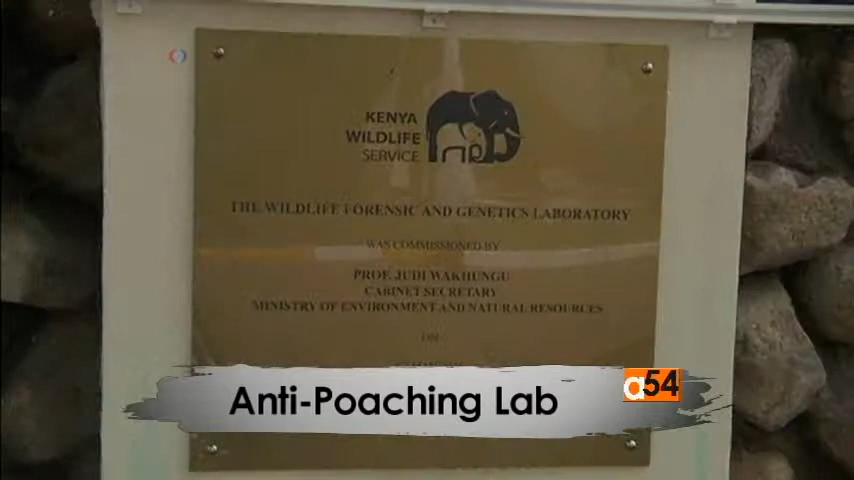 KENYA
WILDLIFE
SERVICE
THE WILDLIFE FORENSIC AND GENETICS LABORATORY
WAS COMMISSIONED BY
PROF. JUDI WAKHUNGU
CABINET SECRETARY
MINISTRY OF ENVIRONMENT AND NATURAL RESOURCES
ON
Anti-Poaching Lab
a54